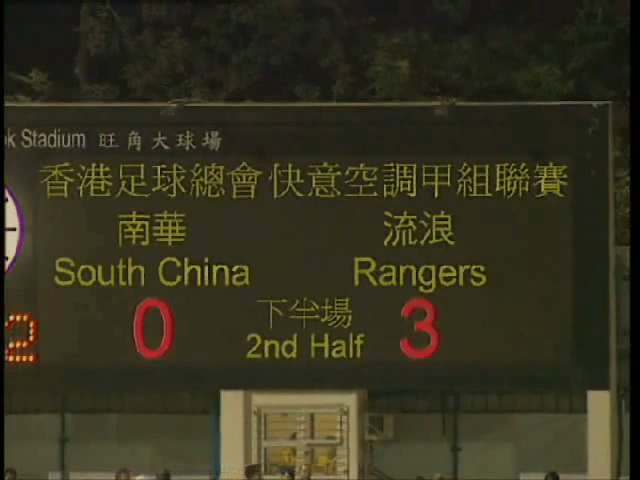 k Stadium 旺角大球場
香港足球總會快意空調甲組聯賽
南華 流浪
South China Rangers
下半場
0 2nd Half 3
2